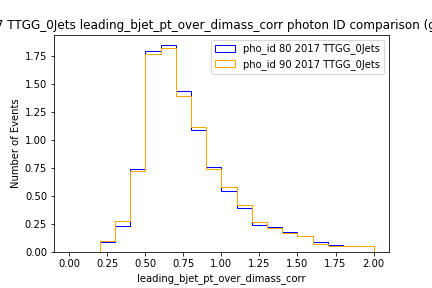 7 TTGG_0Jets leading_bjet_pt_over_dimass_corr photon ID comparison (g
pho_id 80 2017 TTGG_0Jets
pho_id 90 2017 TTGG_0Jets
Number of Events
1.75
1.50
1.25
1.00
0.75
0.50
0.25
0.00
0.00 0.25 0.50 0.75 1.00 1.25 1.50 1.75 2.00
leading_bjet_pt_over_dimass_corr